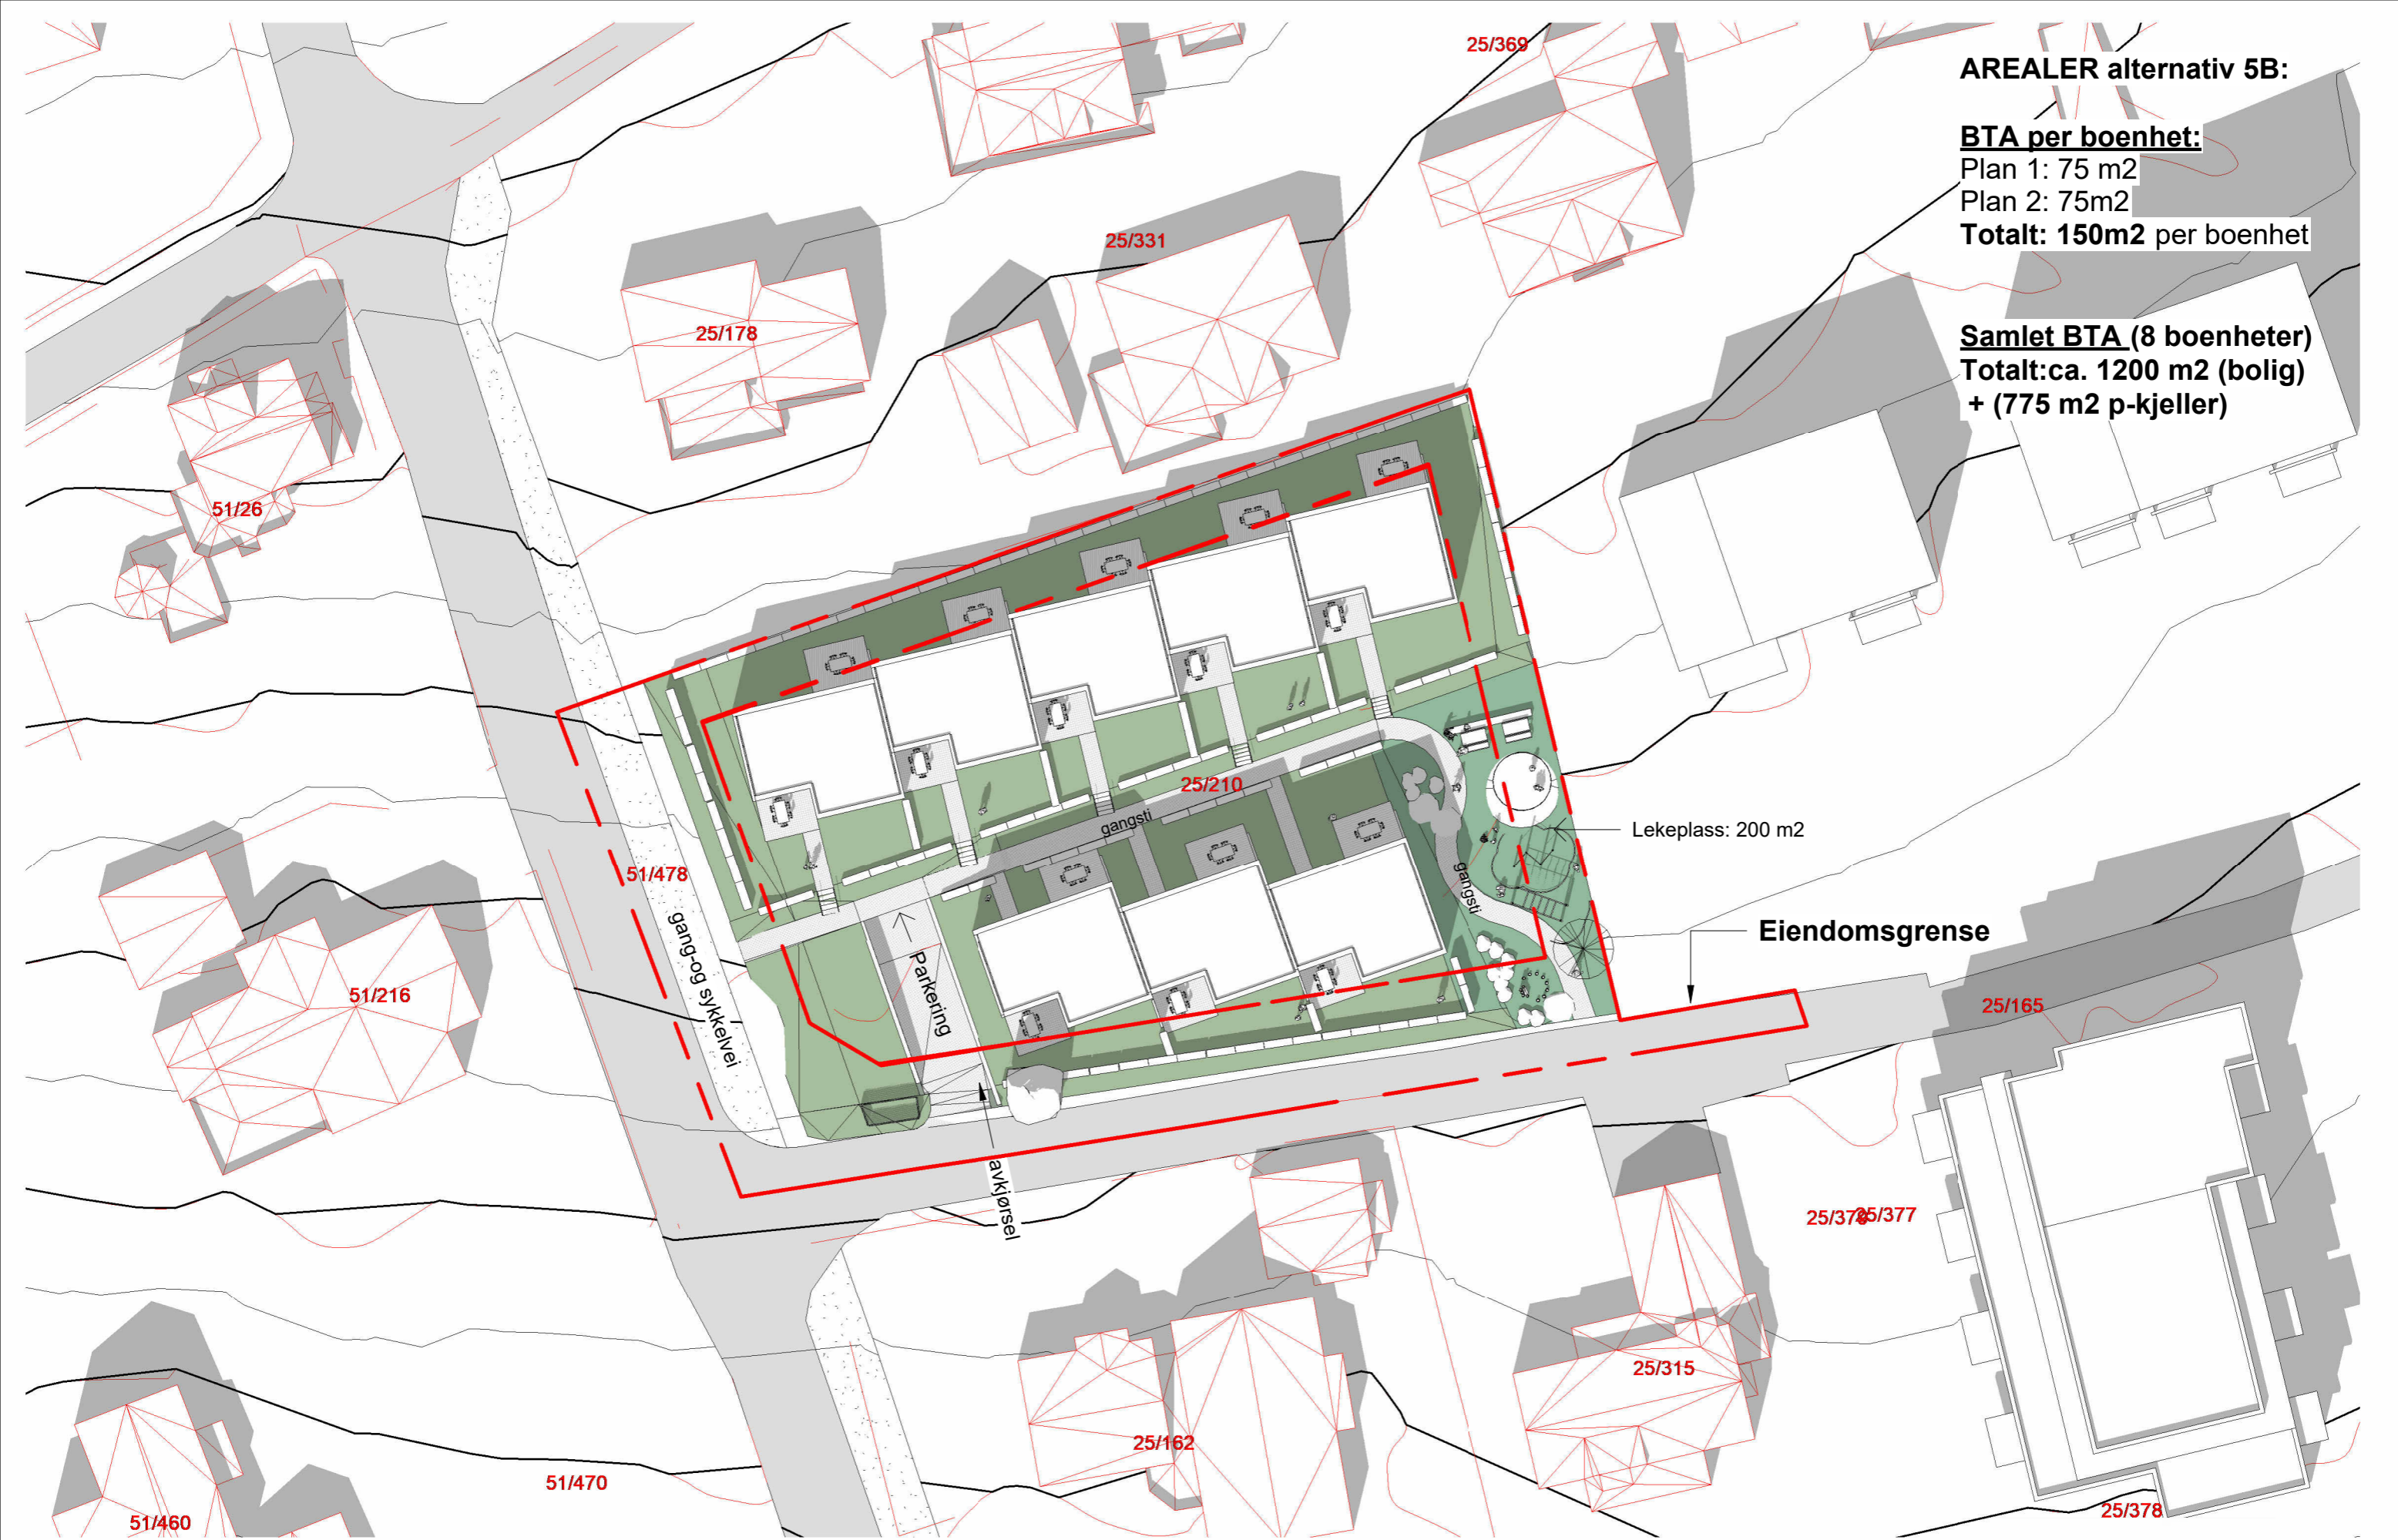 25/369
AREALER alternativ 5B:
BTA per boenhet:
Plan 1: 75 m2
Plan 2: 75m2
Totalt: 150m2 per boenhet
25/331
25/178
Samlet BTA (8 boenheter)
Totalt:ca. 1200 m2 (bolig)
+ (775 m2 p-kjeller)
51/26
25/210
gangsti
Lekeplass: 200 m2
51/478
gangsti
gang-og sykkelvei
Eiendomsgrense
Parkering
51/216
25/165
avkjørsel
25/377
25/315
25/162
51/470
25/378
51/460